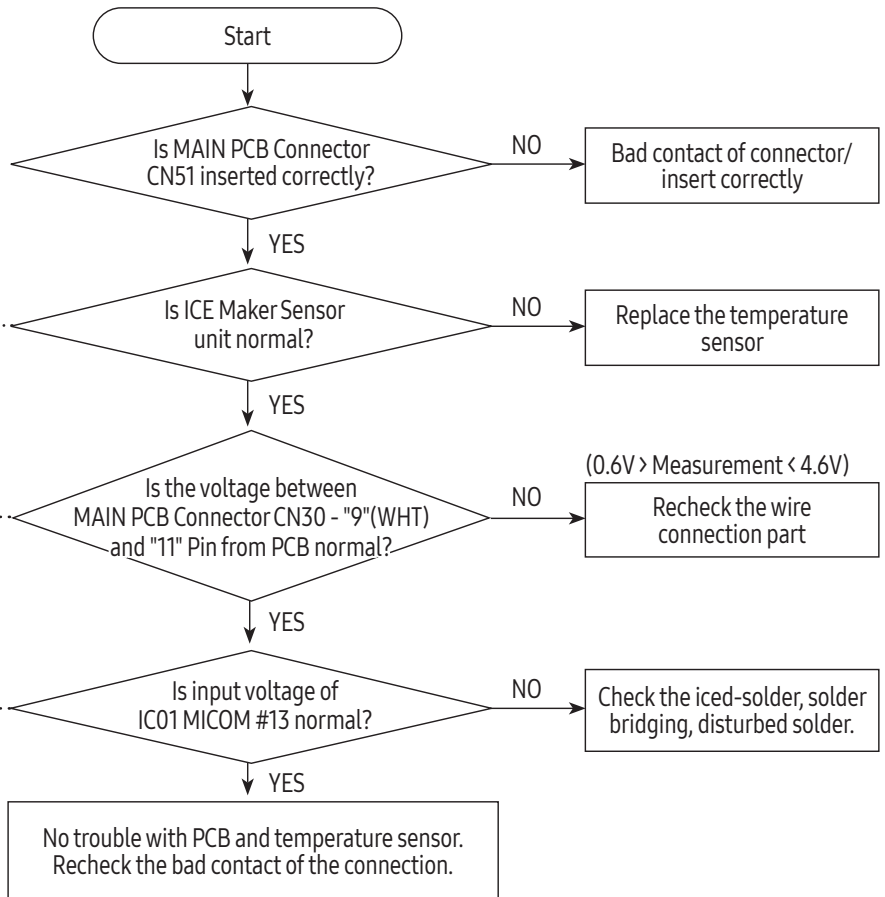 Start
Is MAIN PCB Connector
CN51 inserted correctly?
NO
Bad contact of connector/
insert correctly
YES
Is ICE Maker Sensor
unit normal?
NO
Replace the temperature
sensor
YES
Is the voltage between
MAIN PCB Connector CN30 - "9"(WHT)
and "11" Pin from PCB normal?
NO
(0.6V > Measurement < 4.6V)
Recheck the wire
connection part
YES
Is input voltage of
IC01 MICOM #13 normal?
NO
Check the iced-solder, solder
bridging, disturbed solder.
YES
No trouble with PCB and temperature sensor.
Recheck the bad contact of the connection.